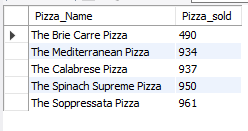 Pizza_Name Pizza_sold
The Brie Carre Pizza 490
The Mediterranean Pizza 934
The Calabrese Pizza 937
The Spinach Supreme Pizza 950
The Soppressata Pizza 961